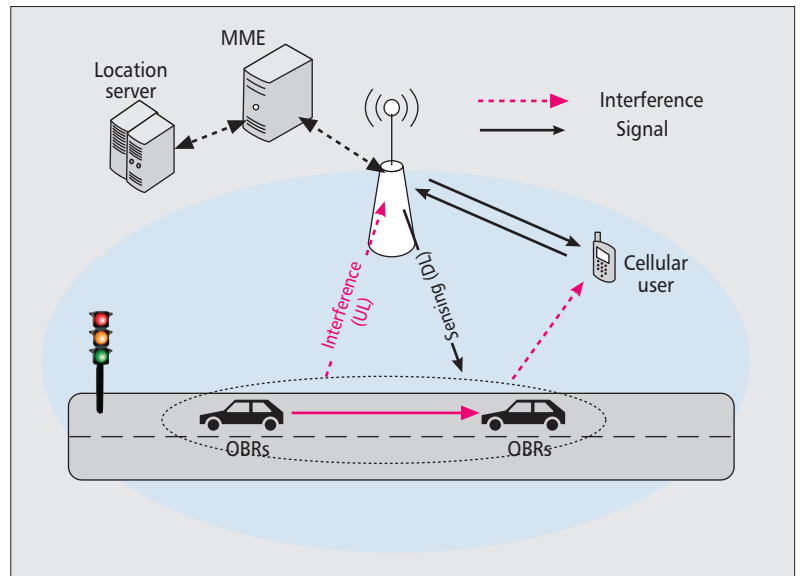 MME
Location
server
Interference
Signal
Cellular
user
Interference
(UL)
Sensing (DL)
OBRs
OBRs